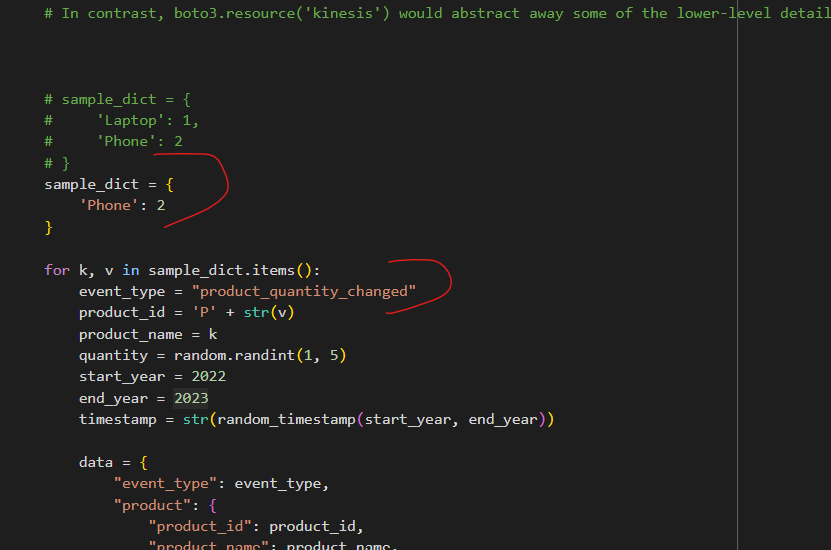 # In contrast, boto3.resource('kinesis') would abstract away some of the lower-level detail
# sample_dict = {
#     'Laptop': 1,
#     'Phone': 2
# }
sample_dict = {
    'Phone': 2
}
for k, v in sample_dict.items():
    event_type = "product_quantity_changed"
    product_id = 'P' + str(v)
    product_name = k
    quantity = random.randint(1, 5)
    start_year = 2022
    end_year = 2023
    timestamp = str(random_timestamp(start_year, end_year))
    data = {
        "event_type": event_type,
        "product": {
            "product_id": product_id,
            "product_name": product_name,